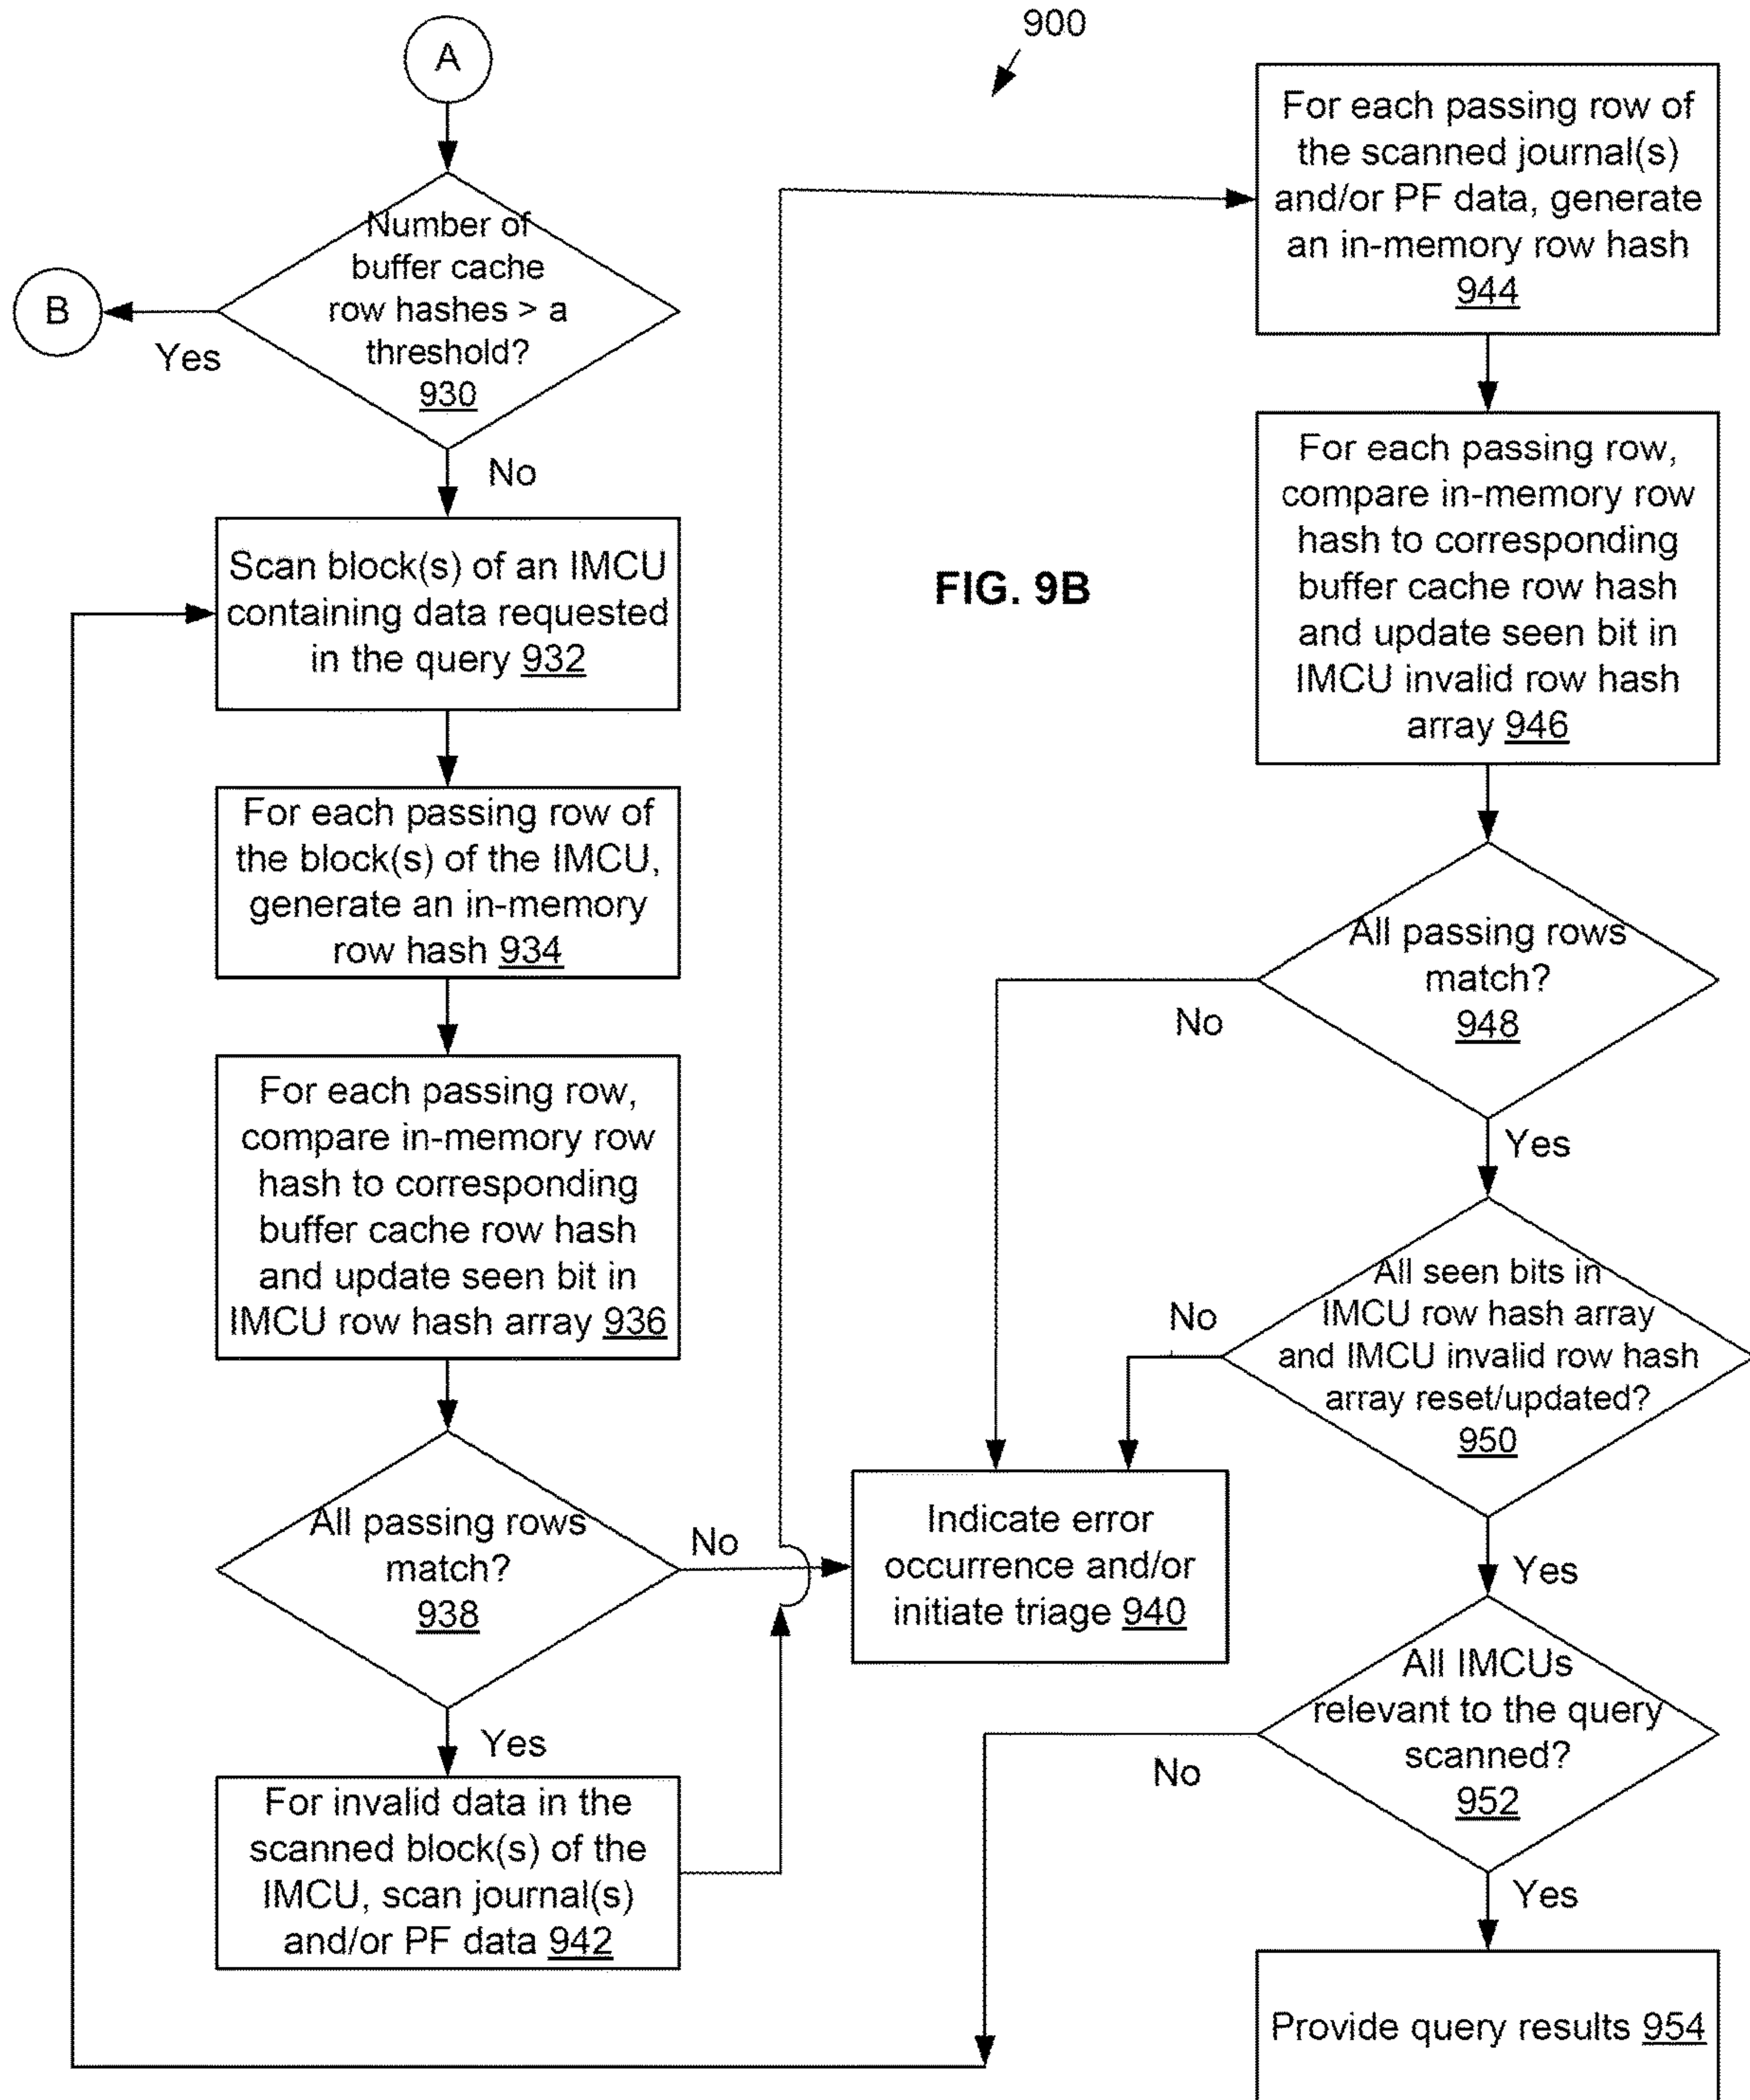 A
900
Number of
buffer cache
row hashes > a
threshold?
930
B
Yes
No
Scan block(s) of an IMCU
containing data requested
in the query 932
For each passing row of
the block(s) of the IMCU,
generate an in-memory
row hash 934
For each passing row,
compare in-memory row
hash to corresponding
buffer cache row hash
and update seen bit in
IMCU row hash array 936
All passing rows
match?
938
No
Yes
For invalid data in the
scanned block(s) of the
IMCU, scan journal(s)
and/or PF data 942
FIG. 9B
Indicate error
occurrence and/or
initiate triage 940
For each passing row of
the scanned journal(s)
and/or PF data, generate
an in-memory row hash
944
For each passing row,
compare in-memory row
hash to corresponding
buffer cache row hash
and update seen bit in
IMCU invalid row hash
array 946
All passing rows
match?
948
No
Yes
All seen bits in
IMCU row hash array
and IMCU invalid row hash
array reset/updated?
950
No
Yes
All IMCUs
relevant to the query
scanned?
952
No
Yes
Provide query results 954